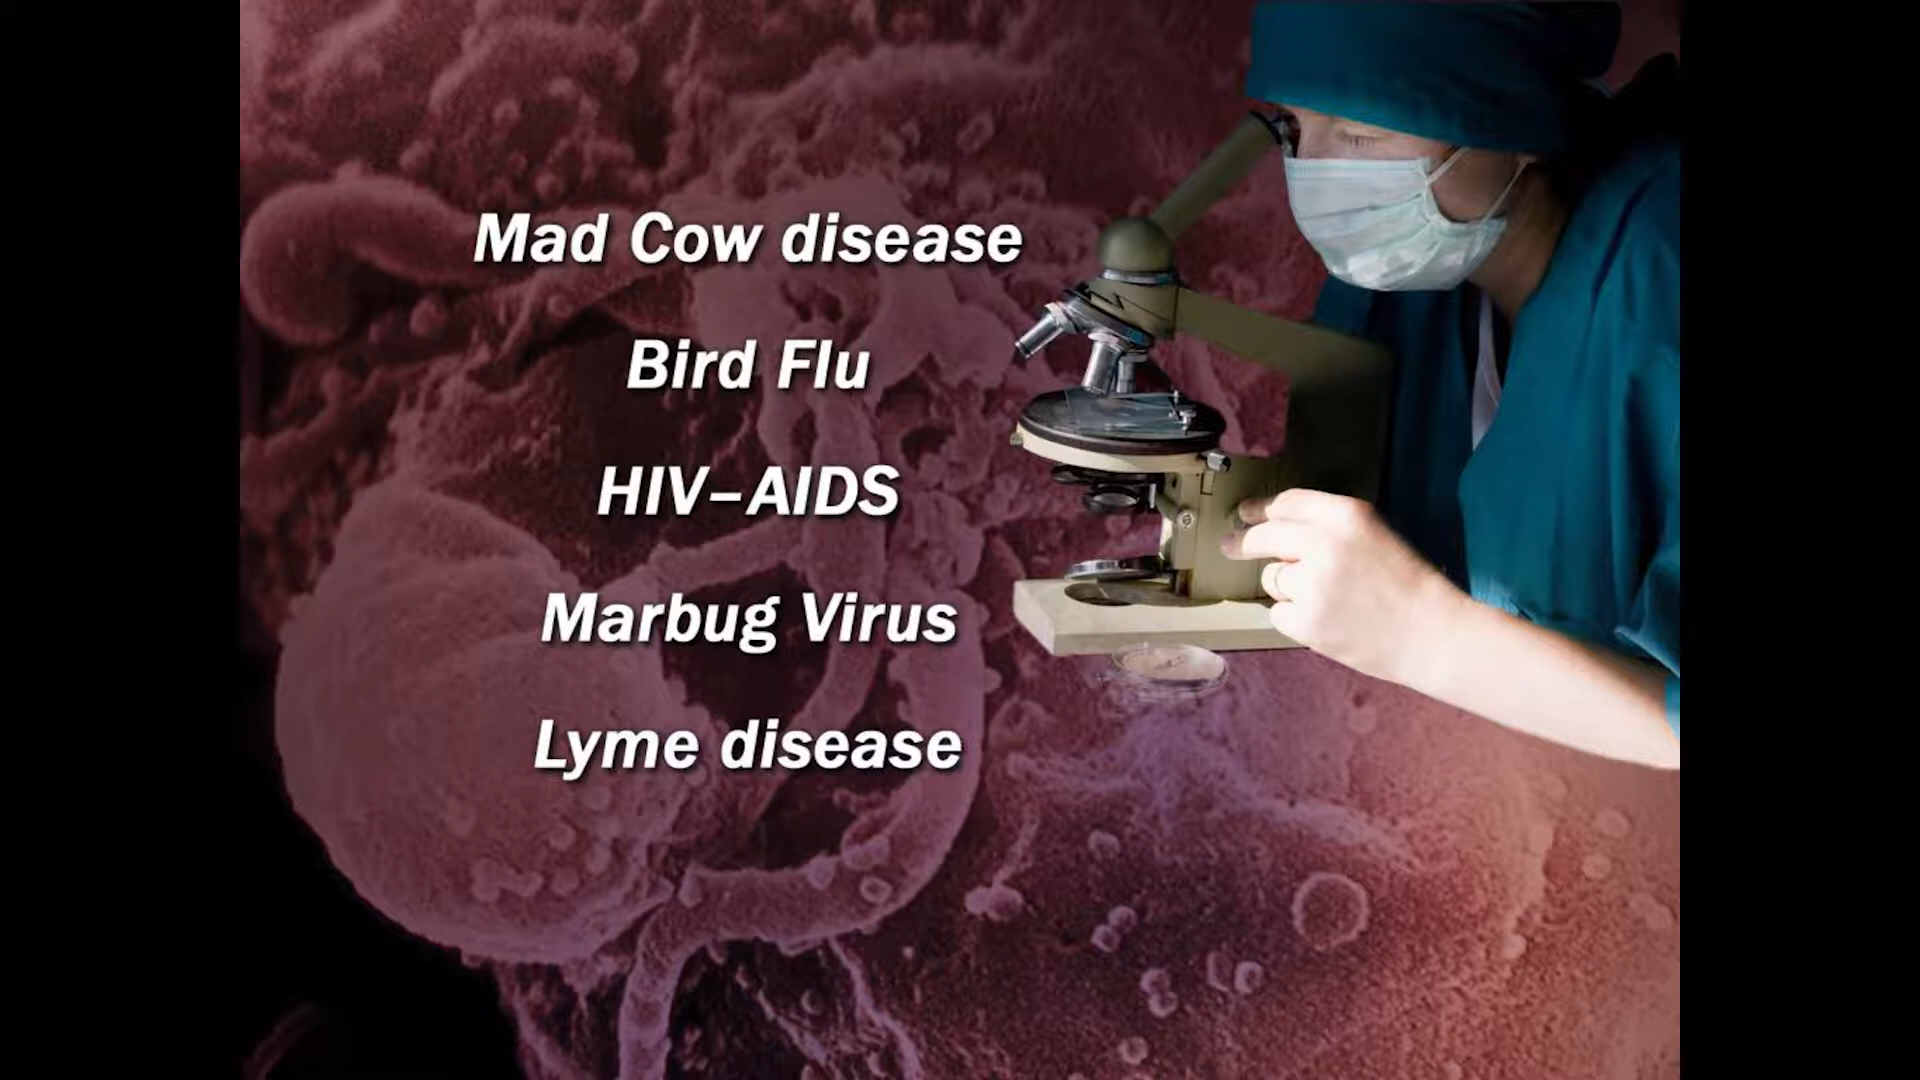 Mad Cow disease
Bird Flu
HIV–AIDS
Marbug Virus
Lyme disease